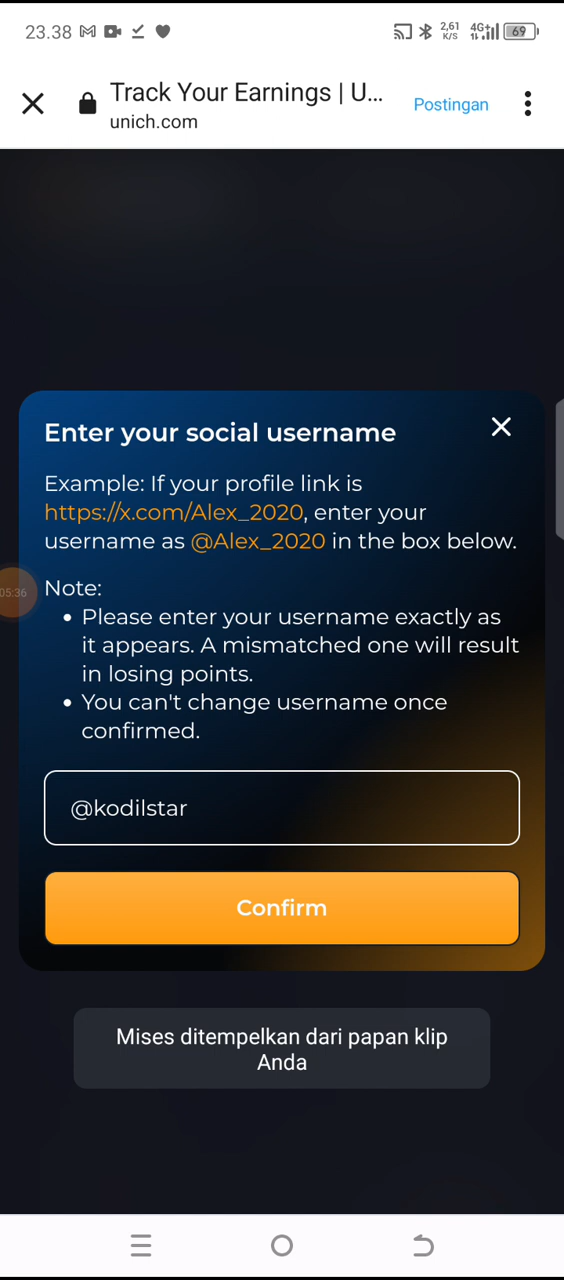 23.38
2,61
K/S
4G+
69
Track Your Earnings | U...
unich.com
Postingan
Enter your social username
Example: If your profile link is
https://x.com/Alex_2020, enter your
username as @Alex_2020 in the box below.
05:36
Note:
• Please enter your username exactly as
it appears. A mismatched one will result
in losing points.
• You can't change username once
confirmed.
@kodilstar
Confirm
Mises ditempelkan dari papan klip
Anda